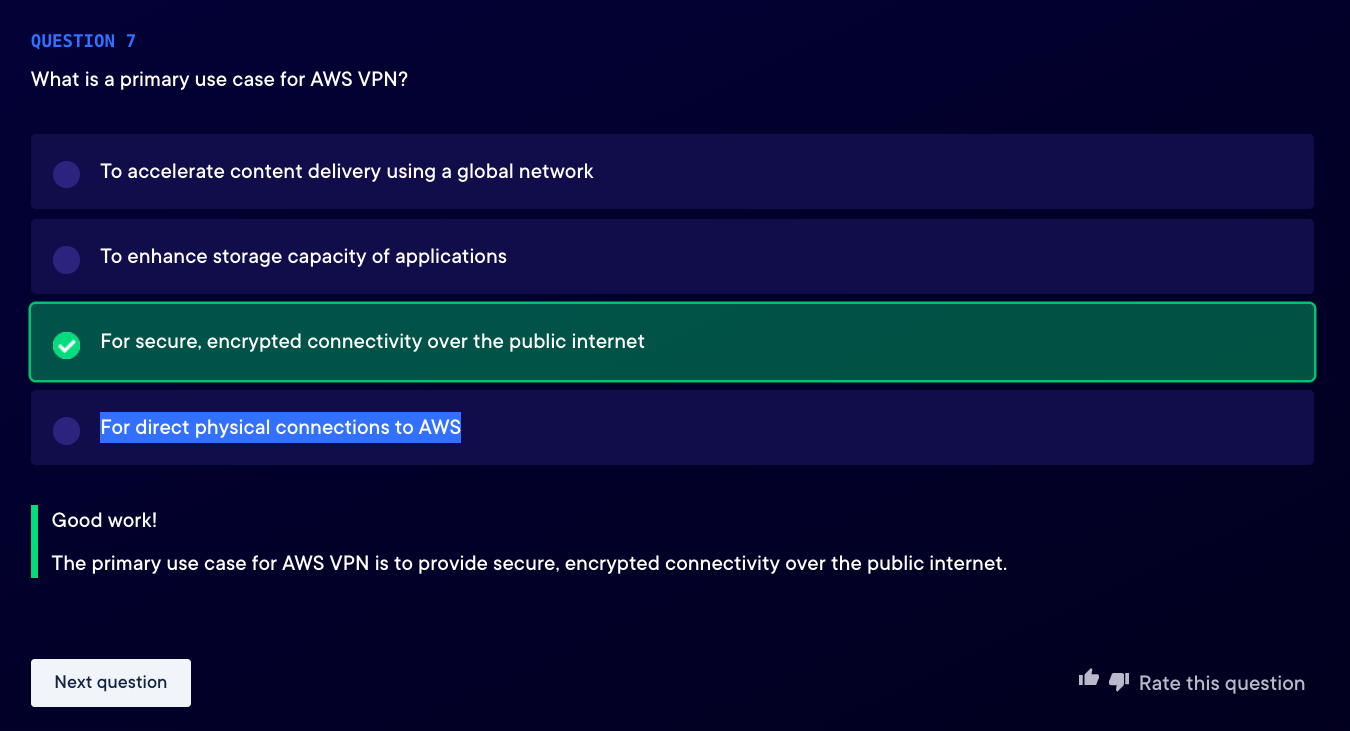 QUESTION 7
What is a primary use case for AWS VPN?
To accelerate content delivery using a global network
To enhance storage capacity of applications
For secure, encrypted connectivity over the public internet
For direct physical connections to AWS
Good work!
The primary use case for AWS VPN is to provide secure, encrypted connectivity over the public internet.
Next question
Rate this question